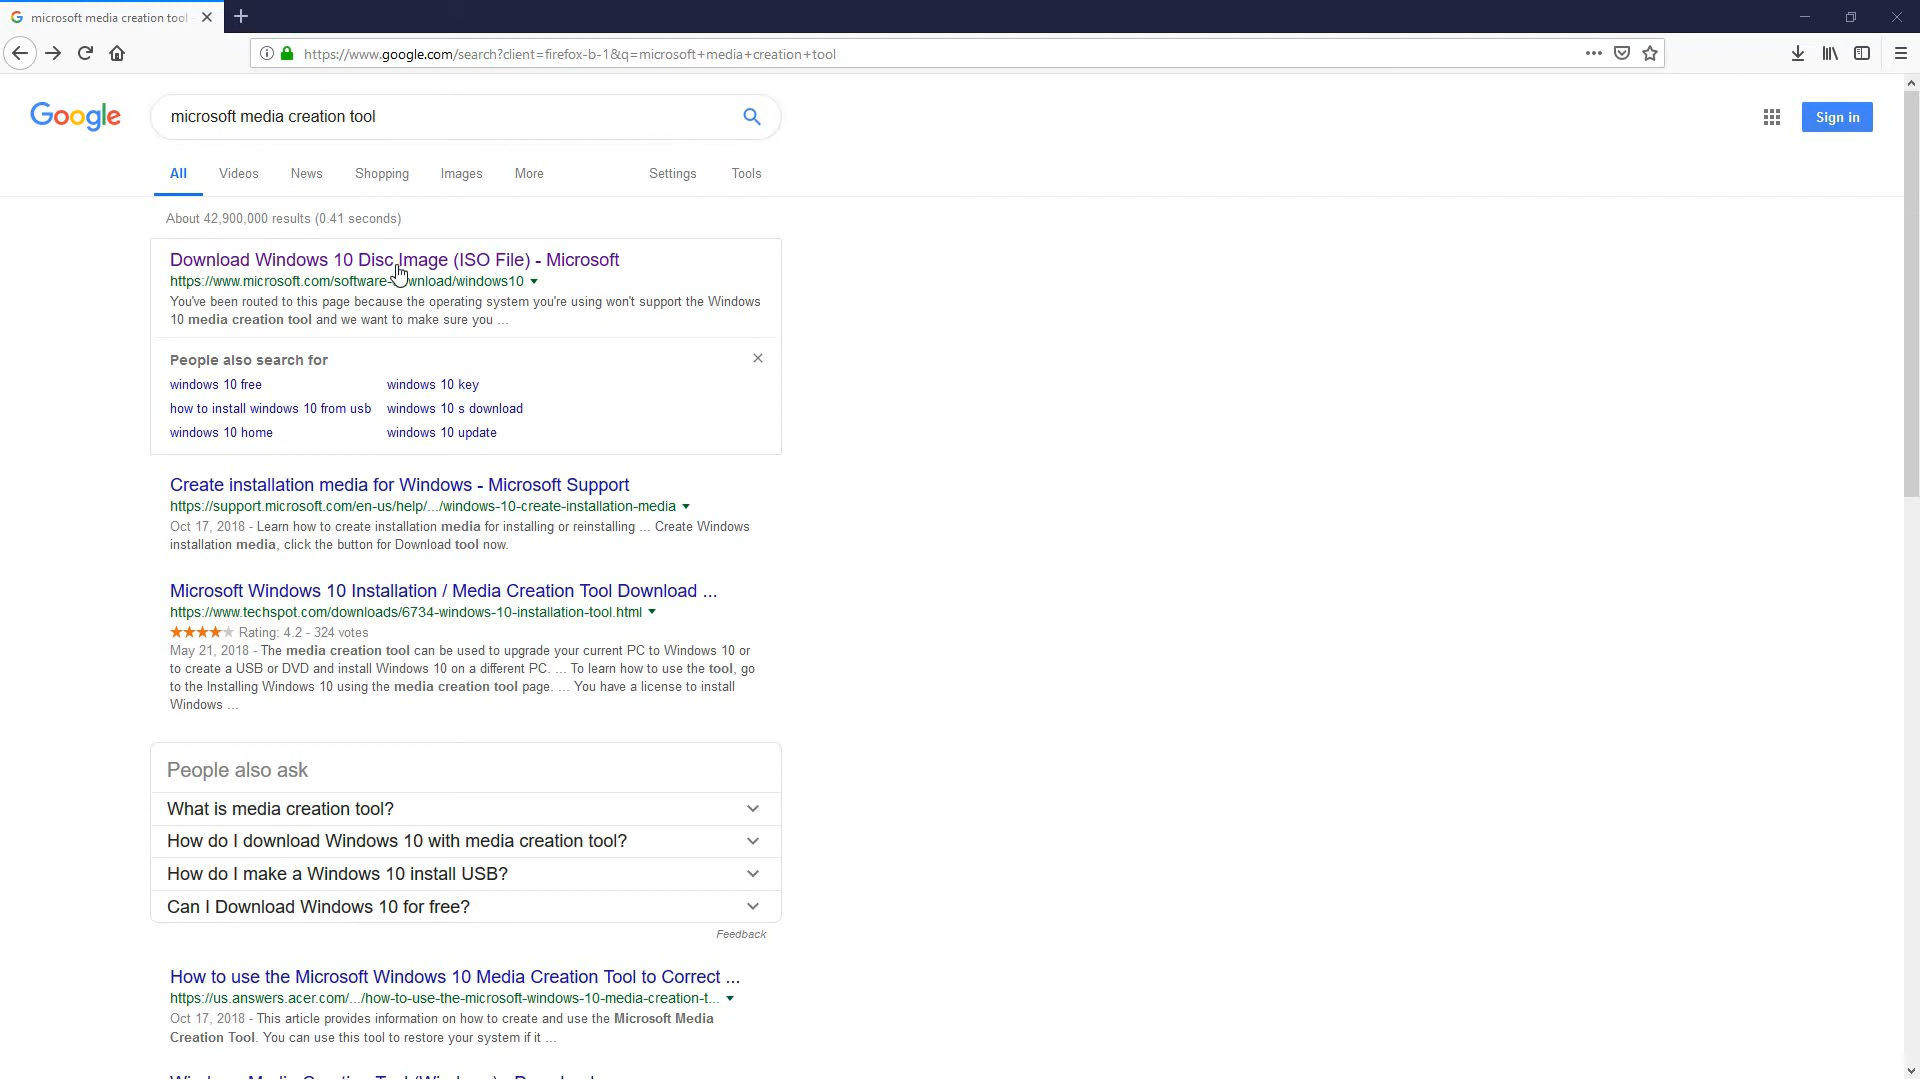 microsoft media creation tool
https://www.google.com/search?client=firefox-b-1&q=microsoft+media+creation+tool
Google
microsoft media creation tool
Sign in
All Videos News Shopping Images More Settings Tools
About 42,900,000 results (0.41 seconds)
Download Windows 10 Disc Image (ISO File) - Microsoft
https://www.microsoft.com/software-download/windows10
You've been routed to this page because the operating system you're using won't support the Windows
10 media creation tool and we want to make sure you ...
People also search for
windows 10 free windows 10 key
how to install windows 10 from usb windows 10 s download
windows 10 home windows 10 update
Create installation media for Windows - Microsoft Support
https://support.microsoft.com/en-us/help/.../windows-10-create-installation-media
Oct 17, 2018 - Learn how to create installation media for installing or reinstalling ... Create Windows
installation media, click the button for Download tool now.
Microsoft Windows 10 Installation / Media Creation Tool Download ...
https://www.techspot.com/downloads/6734-windows-10-installation-tool.html
Rating: 4.2 - 324 votes
May 21, 2018 - The media creation tool can be used to upgrade your current PC to Windows 10 or
to create a USB or DVD and install Windows 10 on a different PC. ... To learn how to use the tool, go
to the Installing Windows 10 using the media creation tool page. ... You have a license to install
Windows ...
People also ask
What is media creation tool?
How do I download Windows 10 with media creation tool?
How do I make a Windows 10 install USB?
Can I Download Windows 10 for free?
Feedback
How to use the Microsoft Windows 10 Media Creation Tool to Correct ...
https://us.answers.acer.com/.../how-to-use-the-microsoft-windows-10-media-creation-t...
Oct 17, 2018 - This article provides information on how to create and use the Microsoft Media
Creation Tool. You can use this tool to restore your system if it ...